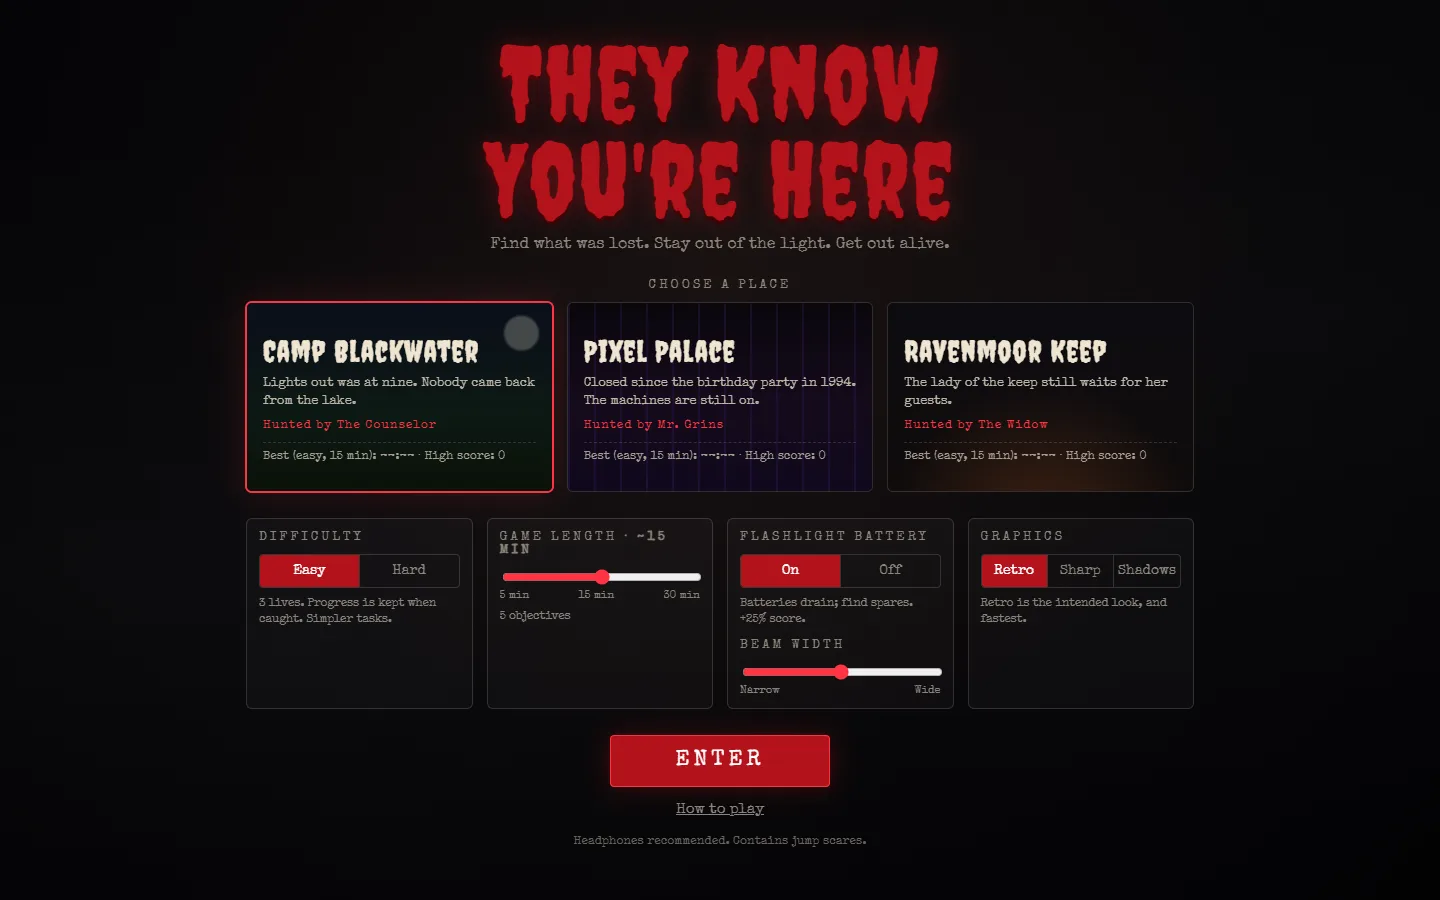 THEY KNOW
YOU'RE HERE
Find what was lost. Stay out of the light. Get out alive.
CHOOSE A PLACE
CAMP BLACKWATER
Lights out was at nine. Nobody came back
from the lake.
Hunted by The Counselor
Best (easy, 15 min): --:-- · High score: 0
PIXEL PALACE
Closed since the birthday party in 1994.
The machines are still on.
Hunted by Mr. Grins
Best (easy, 15 min): --:-- · High score: 0
RAVENMOOR KEEP
The lady of the keep still waits for her
guests.
Hunted by The Widow
Best (easy, 15 min): --:-- · High score: 0
DIFFICULTY
Easy Hard
3 lives. Progress is kept when
caught. Simpler tasks.
GAME LENGTH · ~15
MIN
5 min 15 min 30 min
5 objectives
FLASHLIGHT BATTERY
On Off
Batteries drain; find spares.
+25% score.
BEAM WIDTH
Narrow Wide
GRAPHICS
Retro Sharp Shadows
Retro is the intended look, and
fastest.
ENTER
How to play
Headphones recommended. Contains jump scares.